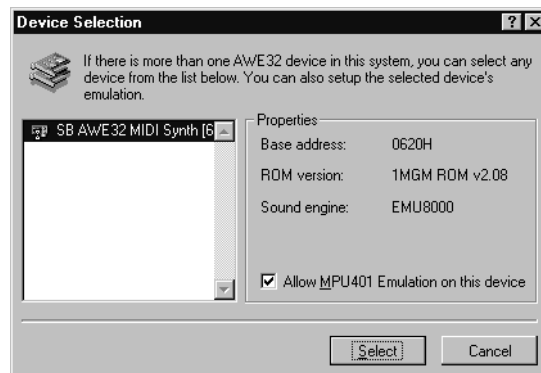 Device Selection
If there is more than one AWE32 device in this system, you can select any
device from the list below. You can also setup the selected device's
emulation.
SB AWE32 MIDI Synth [6
Properties
Base address: 0620H
ROM version: 1MGM ROM v2.08
Sound engine: EMU8000
Allow MPU401 Emulation on this device
Select
Cancel